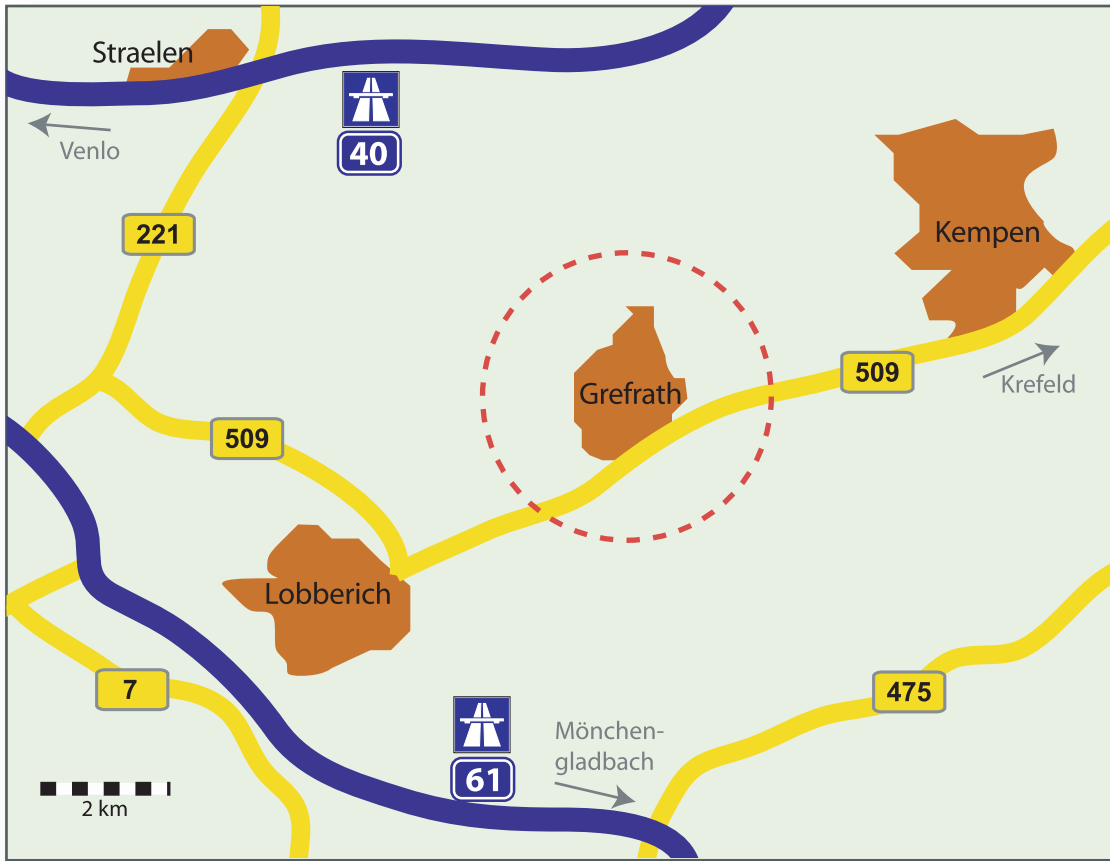 Straelen
Venlo
40
221
Kempen
Grefrath
509
Krefeld
509
Lobberich
7
475
Mönchen-
gladbach
61
2 km